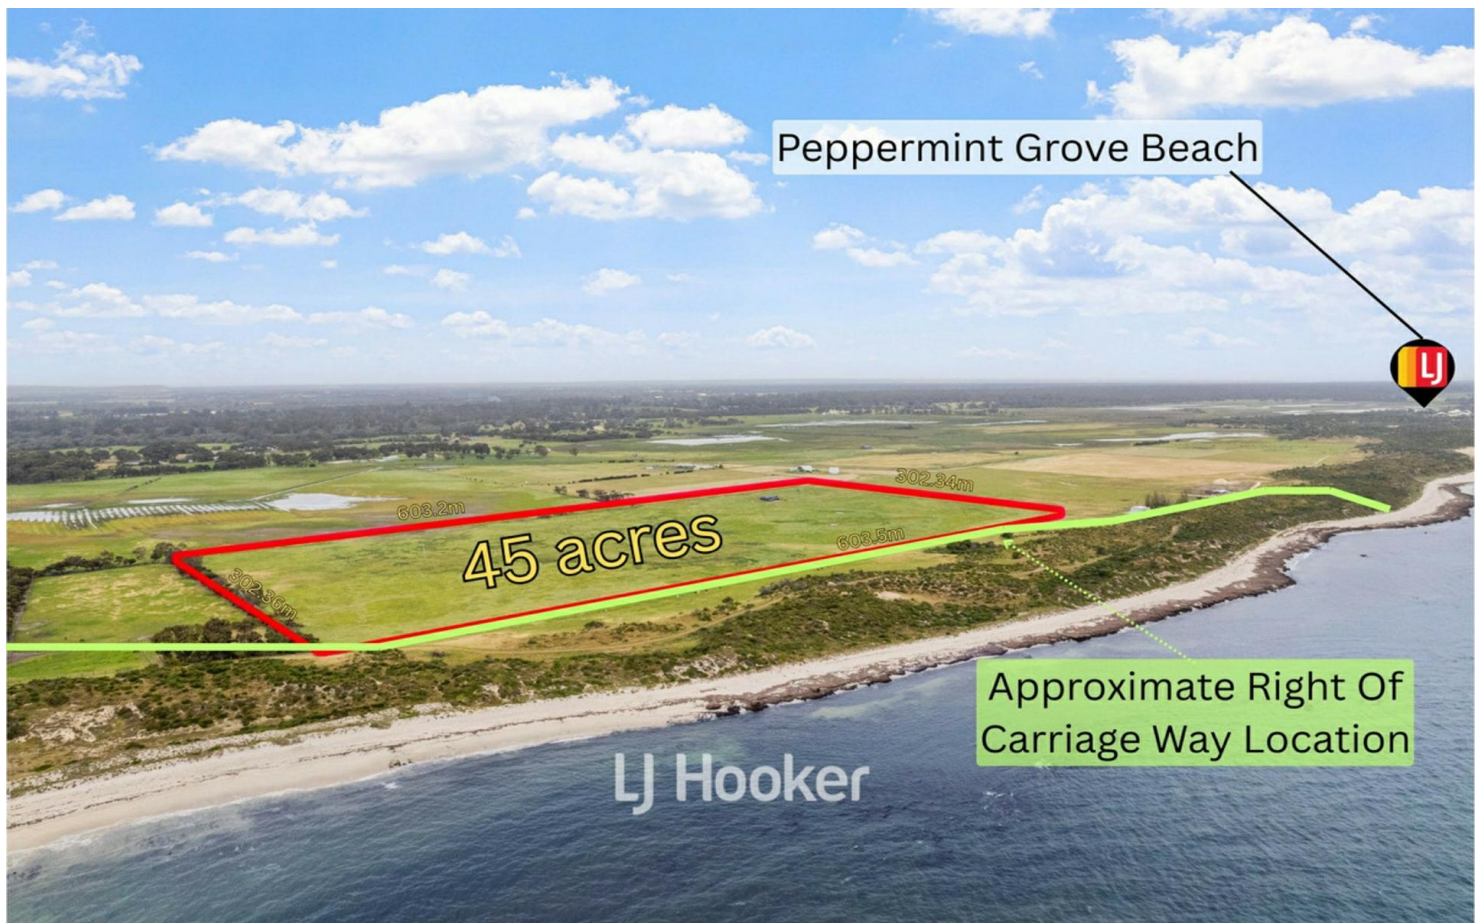 Peppermint Grove Beach
LJ
302.34m
603.2m
45 acres
603.5m
302.36m
Approximate Right Of
Carriage Way Location
LJ Hooker